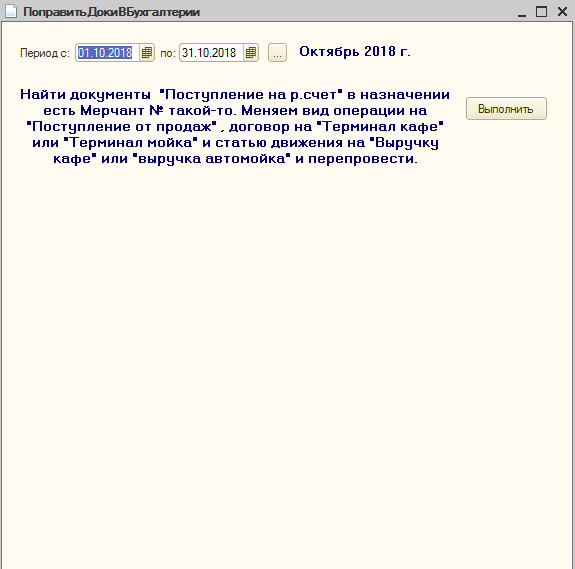 ПоправитьДокиВБухгалтерии
Период с: 01.10.2018 по: 31.10.2018 ... Октябрь 2018 г.
Найти документы "Поступление на р.счет" в назначении
есть Мерчант № такой-то. Меняем вид операции на
"Поступление от продаж" , договор на "Терминал кафе"
или "Терминал мойка" и статью движения на "Выручку
кафе" или "выручка автомойка" и перепровести.
Выполнить